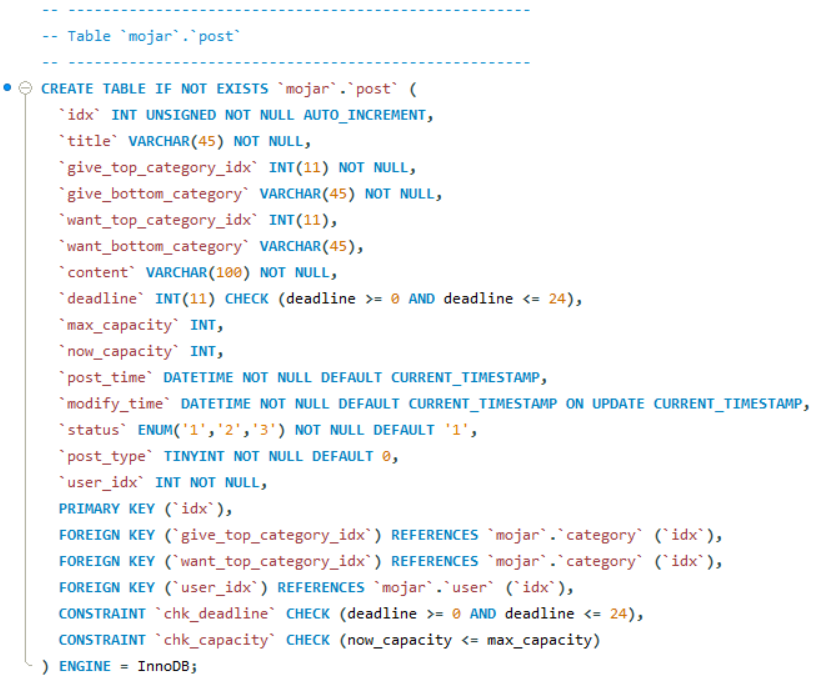 -- -----------------------------------------------------
-- Table `mojar`.`post`
-- -----------------------------------------------------
CREATE TABLE IF NOT EXISTS `mojar`.`post` (
`idx` INT UNSIGNED NOT NULL AUTO_INCREMENT,
`title` VARCHAR(45) NOT NULL,
`give_top_category_idx` INT(11) NOT NULL,
`give_bottom_category` VARCHAR(45) NOT NULL,
`want_top_category_idx` INT(11),
`want_bottom_category` VARCHAR(45),
`content` VARCHAR(100) NOT NULL,
`deadline` INT(11) CHECK (deadline >= 0 AND deadline <= 24),
`max_capacity` INT,
`now_capacity` INT,
`post_time` DATETIME NOT NULL DEFAULT CURRENT_TIMESTAMP,
`modify_time` DATETIME NOT NULL DEFAULT CURRENT_TIMESTAMP ON UPDATE CURRENT_TIMESTAMP,
`status` ENUM('1','2','3') NOT NULL DEFAULT '1',
`post_type` TINYINT NOT NULL DEFAULT 0,
`user_idx` INT NOT NULL,
PRIMARY KEY (`idx`),
FOREIGN KEY (`give_top_category_idx`) REFERENCES `mojar`.`category` (`idx`),
FOREIGN KEY (`want_top_category_idx`) REFERENCES `mojar`.`category` (`idx`),
FOREIGN KEY (`user_idx`) REFERENCES `mojar`.`user` (`idx`),
CONSTRAINT `chk_deadline` CHECK (deadline >= 0 AND deadline <= 24),
CONSTRAINT `chk_capacity` CHECK (now_capacity <= max_capacity)
) ENGINE = InnoDB;